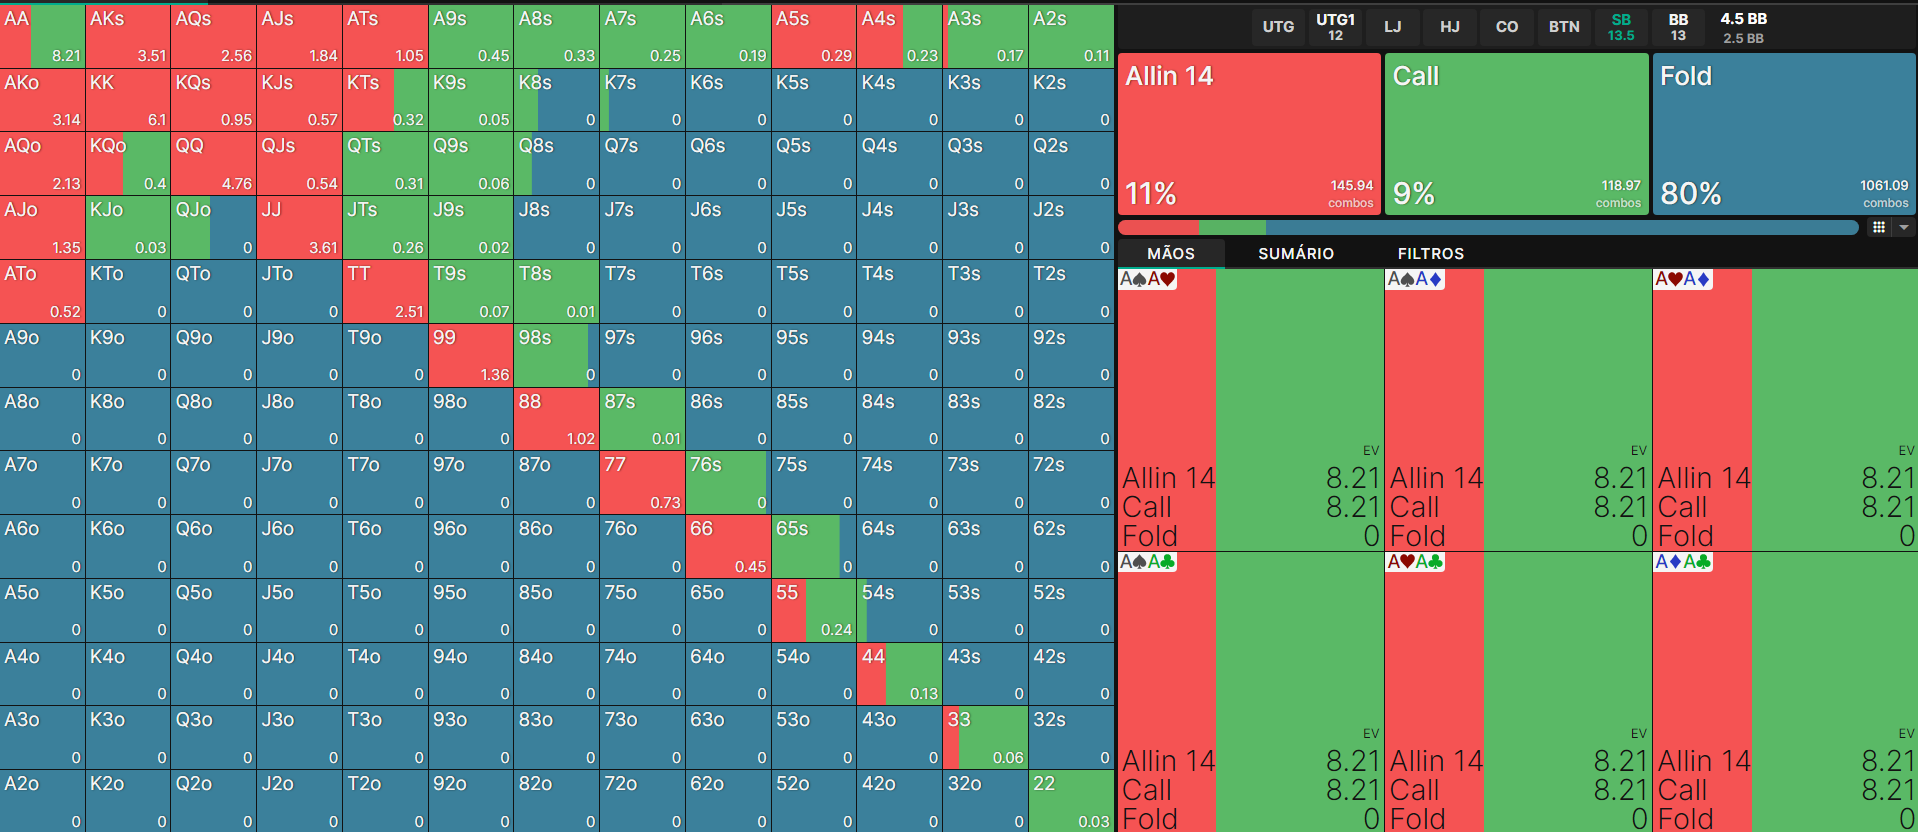 UTG UTG1 LJ HJ CO BTN SB BB 4.5 BB
12 13.5 13 2.5 BB
AA AKs AQs AJs ATs A9s A8s A7s A6s A5s A4s A3s A2s
8.21 3.51 2.56 1.84 1.05 0.45 0.33 0.25 0.19 0.29 0.23 0.17 0.11
AKo KK KQs KJs KTs K9s K8s K7s K6s K5s K4s K3s K2s
3.14 6.1 0.95 0.57 0.32 0.05 0 0 0 0 0 0 0
AQo KQo QQ QJs QTs Q9s Q8s Q7s Q6s Q5s Q4s Q3s Q2s
2.13 0.4 4.76 0.54 0.31 0.06 0 0 0 0 0 0 0
AJo KJo QJo JJ JTs J9s J8s J7s J6s J5s J4s J3s J2s
1.35 0.03 0 3.61 0.26 0.02 0 0 0 0 0 0 0
ATo KTo QTo JTo TT T9s T8s T7s T6s T5s T4s T3s T2s
0.52 0 0 0 2.51 0.07 0.01 0 0 0 0 0 0
A9o K9o Q9o J9o T9o 99 98s 97s 96s 95s 94s 93s 92s
0 0 0 0 0 1.36 0 0 0 0 0 0 0
A8o K8o Q8o J8o T8o 98o 88 87s 86s 85s 84s 83s 82s
0 0 0 0 0 0 1.02 0.01 0 0 0 0 0
A7o K7o Q7o J7o T7o 97o 87o 77 76s 75s 74s 73s 72s
0 0 0 0 0 0 0 0.73 0 0 0 0 0
A6o K6o Q6o J6o T6o 96o 86o 76o 66 65s 64s 63s 62s
0 0 0 0 0 0 0 0 0.45 0 0 0 0
A5o K5o Q5o J5o T5o 95o 85o 75o 65o 55 54s 53s 52s
0 0 0 0 0 0 0 0 0 0.24 0 0 0
A4o K4o Q4o J4o T4o 94o 84o 74o 64o 54o 44 43s 42s
0 0 0 0 0 0 0 0 0 0 0.13 0 0
A3o K3o Q3o J3o T3o 93o 83o 73o 63o 53o 43o 33 32s
0 0 0 0 0 0 0 0 0 0 0 0.06 0
A2o K2o Q2o J2o T2o 92o 82o 72o 62o 52o 42o 32o 22
0 0 0 0 0 0 0 0 0 0 0 0 0.03
Allin 14 Call Fold
11% 145.94 combos 9% 118.97 combos 80% 1061.09 combos
MÃOS SUMÁRIO FILTROS
A♠A♥ A♠A♦ A♥A♦
EV EV EV
Allin 14 8.21 Allin 14 8.21 Allin 14 8.21
Call 8.21 Call 8.21 Call 8.21
Fold 0 Fold 0 Fold 0
A♠A♣ A♥A♣ A♦A♣
EV EV EV
Allin 14 8.21 Allin 14 8.21 Allin 14 8.21
Call 8.21 Call 8.21 Call 8.21
Fold 0 Fold 0 Fold 0